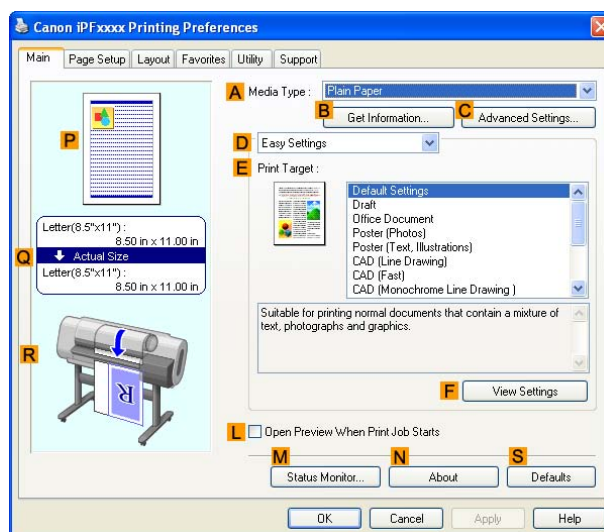 Canon iPFxxxx Printing Preferences
Main Page Setup Layout Favorites Utility Support
A Media Type : Plain Paper
B Get Information... C Advanced Settings...
D Easy Settings
E Print Target :
Default Settings
Draft
Office Document
Poster (Photos)
Poster (Text, Illustrations)
CAD (Line Drawing)
CAD (Fast)
CAD (Monochrome Line Drawing )
Suitable for printing normal documents that contain a mixture of
text, photographs and graphics.
F View Settings
P
Q
Letter(8.5"x11") :
8.50 in x 11.00 in
Actual Size
Letter(8.5"x11") :
8.50 in x 11.00 in
R
R
L Open Preview When Print Job Starts
M Status Monitor... N About S Defaults
OK Cancel Apply Help